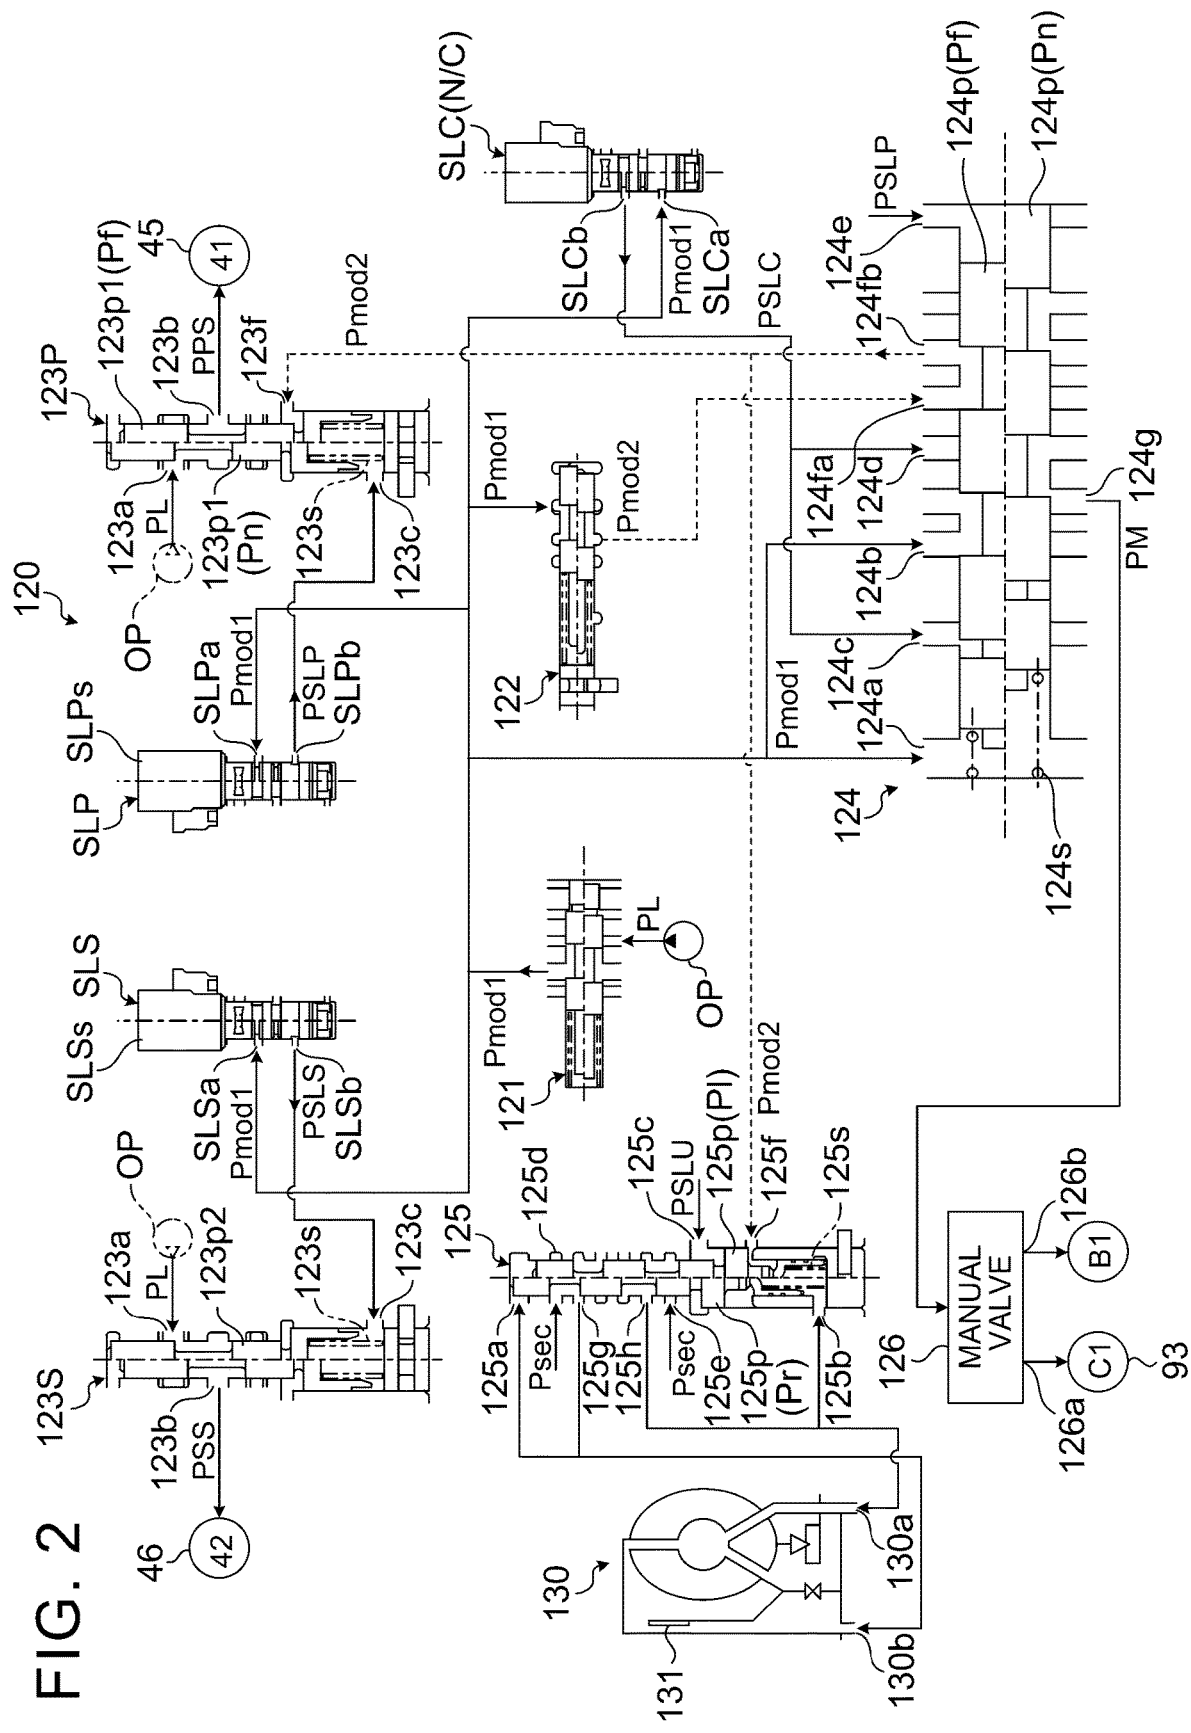 FIG. 2
120
46
42
PSS
123b
123S
123a
PL
OP
123p2
123s
123c
SLSs
SLS
SLSa
Pmod1
PSLS
SLSb
SLP
SLPs
SLPa
Pmod1
PSLP
SLPb
OP
PL
123a
123p1
(Pn)
123s
123c
123P
123p1(Pf)
123b
PPS
45
41
123f
Pmod2
SLC(N/C)
SLCb
Pmod1
SLCa
PSLC
Pmod1
Pmod2
122
Pmod1
121
PL
OP
125
125d
125c
PSLU
125p(Pl)
125f
Pmod2
125s
125a
Psec
125g
125h
Psec
125e
125p
(Pr)
125b
130
131
130a
130b
124
Pmod1
124a
124c
124b
124d
124fa
124fb
124e
PSLP
124p(Pf)
124p(Pn)
124s
PM
124g
126
MANUAL
VALVE
126a
126b
C1
B1
93